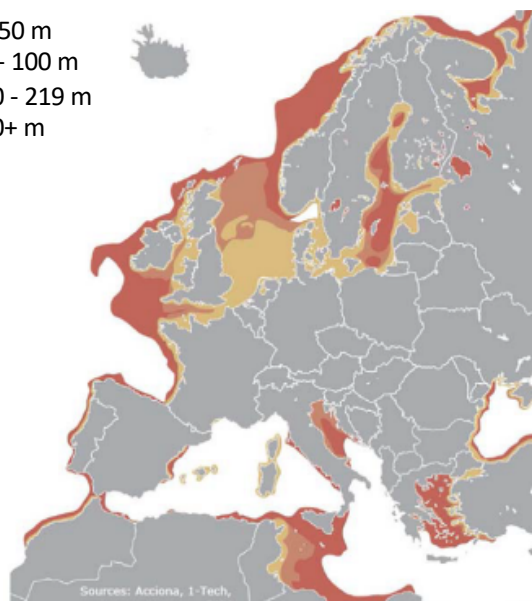 50 m
- 100 m
0 - 219 m
0+ m
Sources: Acciona, 1-Tech,